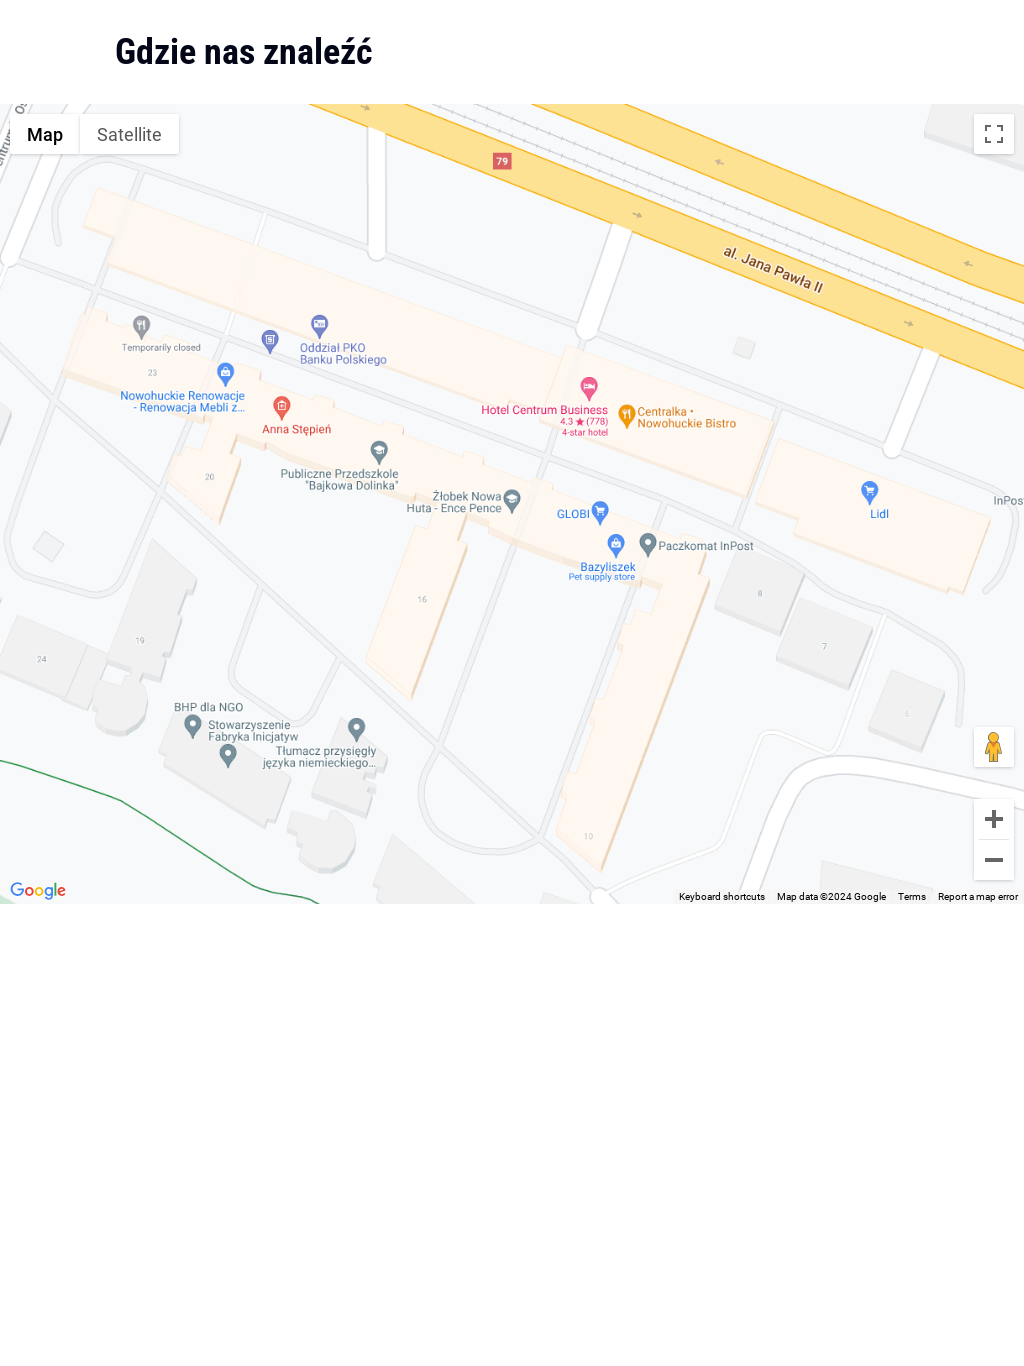 Gdzie nas znaleźć
Map
Satellite
79
al. Jana Pawła II
Temporarily closed
Oddział PKO
Banku Polskiego
23
Nowohuckie Renowacje
- Renowacja Mebli z...
Anna Stępień
Hotel Centrum Business
4.3 ★ (778)
4-star hotel
Centralka •
Nowohuckie Bistro
Publiczne Przedszkole
"Bajkowa Dolinka"
20
Żłobek Nowa
Huta - Ence Pence
GLOBI
Lidl
InPost
Paczkomat InPost
Bazyliszek
Pet supply store
8
16
7
19
24
6
BHP dla NGO
Stowarzyszenie
Fabryka Inicjatyw
Tłumacz przysięgły
języka niemieckiego...
10
Google
Keyboard shortcuts
Map data ©2024 Google
Terms
Report a map error